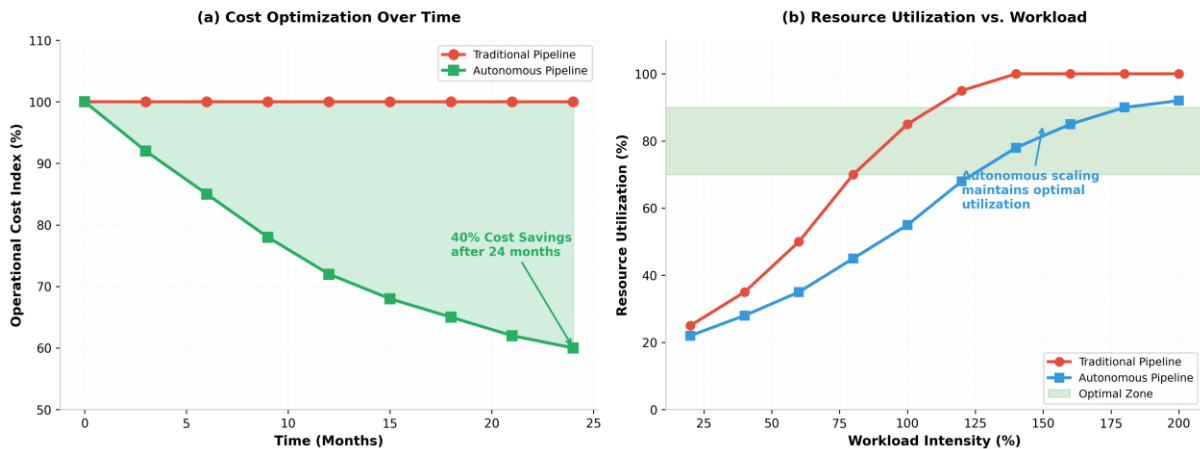 (a) Cost Optimization Over Time
110
100
90
80
70
60
50
0
5
10
15
20
25
Operational Cost Index (%)
Time (Months)
Traditional Pipeline
Autonomous Pipeline
40% Cost Savings
after 24 months
(b) Resource Utilization vs. Workload
100
80
60
40
20
0
25
50
75
100
125
150
175
200
Resource Utilization (%)
Workload Intensity (%)
Autonomous scaling
maintains optimal
utilization
Traditional Pipeline
Autonomous Pipeline
Optimal Zone